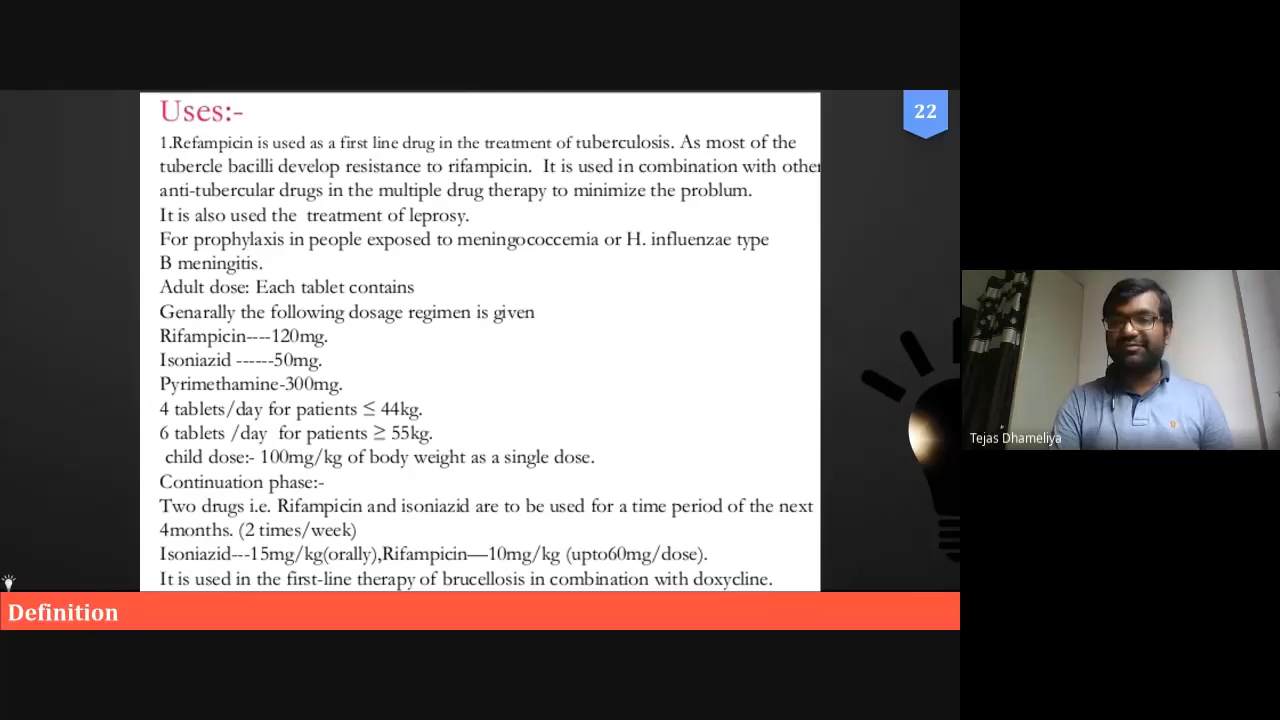 Uses:-
22
1.Refampicin is used as a first line drug in the treatment of tuberculosis. As most of the
tubercle bacilli develop resistance to rifampicin. It is used in combination with other
anti-tubercular drugs in the multiple drug therapy to minimize the problem.
It is also used the treatment of leprosy.
For prophylaxis in people exposed to meningococcemia or H. influenzae type
B meningitis.
Adult dose: Each tablet contains
Genarally the following dosage regimen is given
Rifampicin----120mg.
Isoniazid ------50mg.
Pyrimethamine-300mg.
4 tablets/day for patients ≤ 44kg.
6 tablets /day for patients ≥ 55kg.
child dose:- 100mg/kg of body weight as a single dose.
Continuation phase:-
Two drugs i.e. Rifampicin and isoniazid are to be used for a time period of the next
4months. (2 times/week)
Isoniazid---15mg/kg(orally),Rifampicin—10mg/kg (upto60mg/dose).
It is used in the first-line therapy of brucellosis in combination with doxycline.
Definition
Tejas Dhameliya